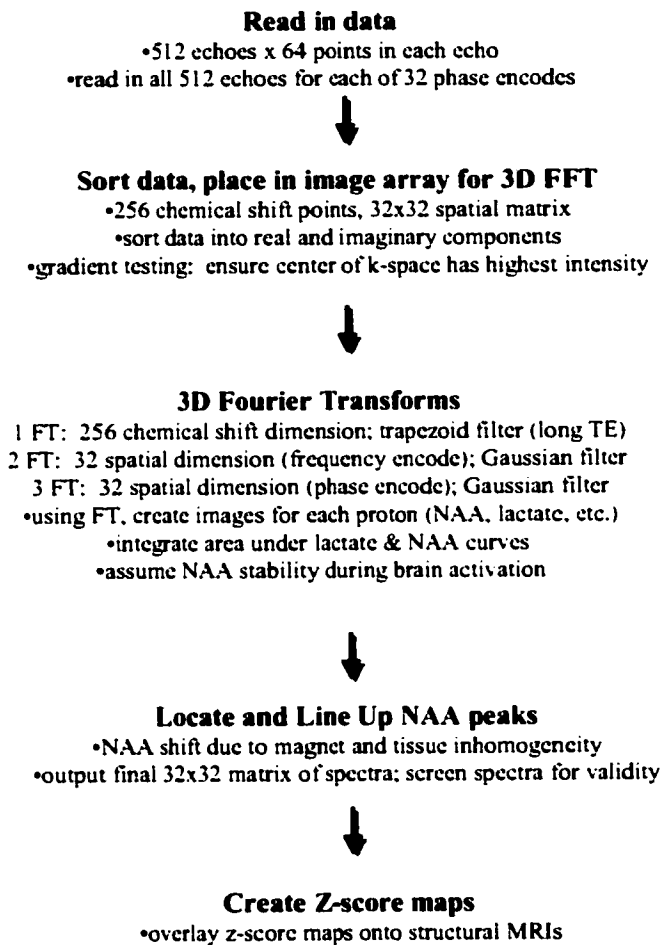 Read in data
•512 echoes x 64 points in each echo
•read in all 512 echoes for each of 32 phase encodes
Sort data, place in image array for 3D FFT
•256 chemical shift points, 32x32 spatial matrix
•sort data into real and imaginary components
•gradient testing: ensure center of k-space has highest intensity
3D Fourier Transforms
1 FT: 256 chemical shift dimension; trapezoid filter (long TE)
2 FT: 32 spatial dimension (frequency encode); Gaussian filter
3 FT: 32 spatial dimension (phase encode); Gaussian filter
•using FT, create images for each proton (NAA, lactate, etc.)
•integrate area under lactate & NAA curves
•assume NAA stability during brain activation
Locate and Line Up NAA peaks
•NAA shift due to magnet and tissue inhomogencity
•output final 32x32 matrix of spectra; screen spectra for validity
Create Z-score maps
•overlay z-score maps onto structural MRIs